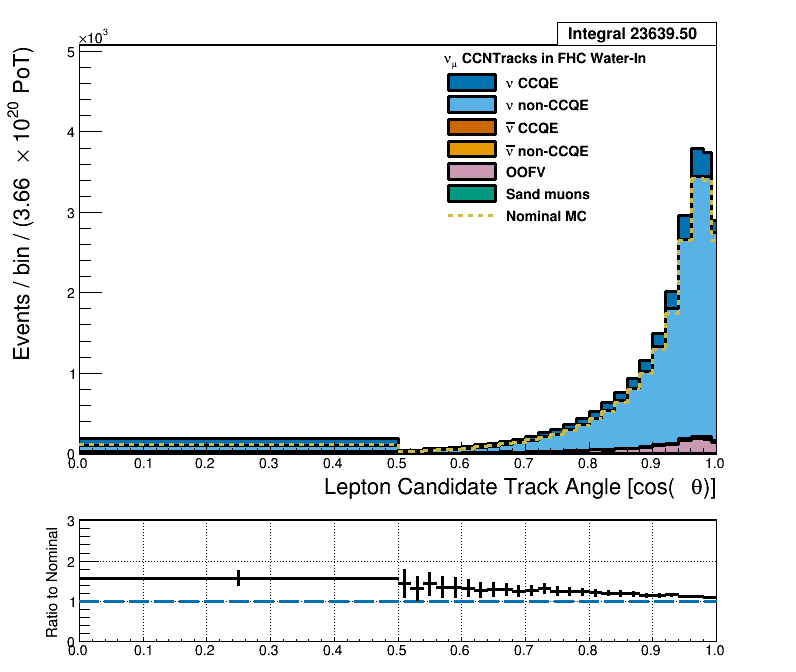 Integral 23639.50
×10³
ν_μ CCNTracks in FHC Water-In
ν CCQE
ν non-CCQE
ν̅ CCQE
ν̅ non-CCQE
OOFV
Sand muons
Nominal MC
Events / bin / (3.66 × 10²⁰ PoT)
5
4
3
2
1
0
0.0 0.1 0.2 0.3 0.4 0.5 0.6 0.7 0.8 0.9 1.0
Lepton Candidate Track Angle [cos( θ)]
Ratio to Nominal
3
2
1
0
0.0 0.1 0.2 0.3 0.4 0.5 0.6 0.7 0.8 0.9 1.0